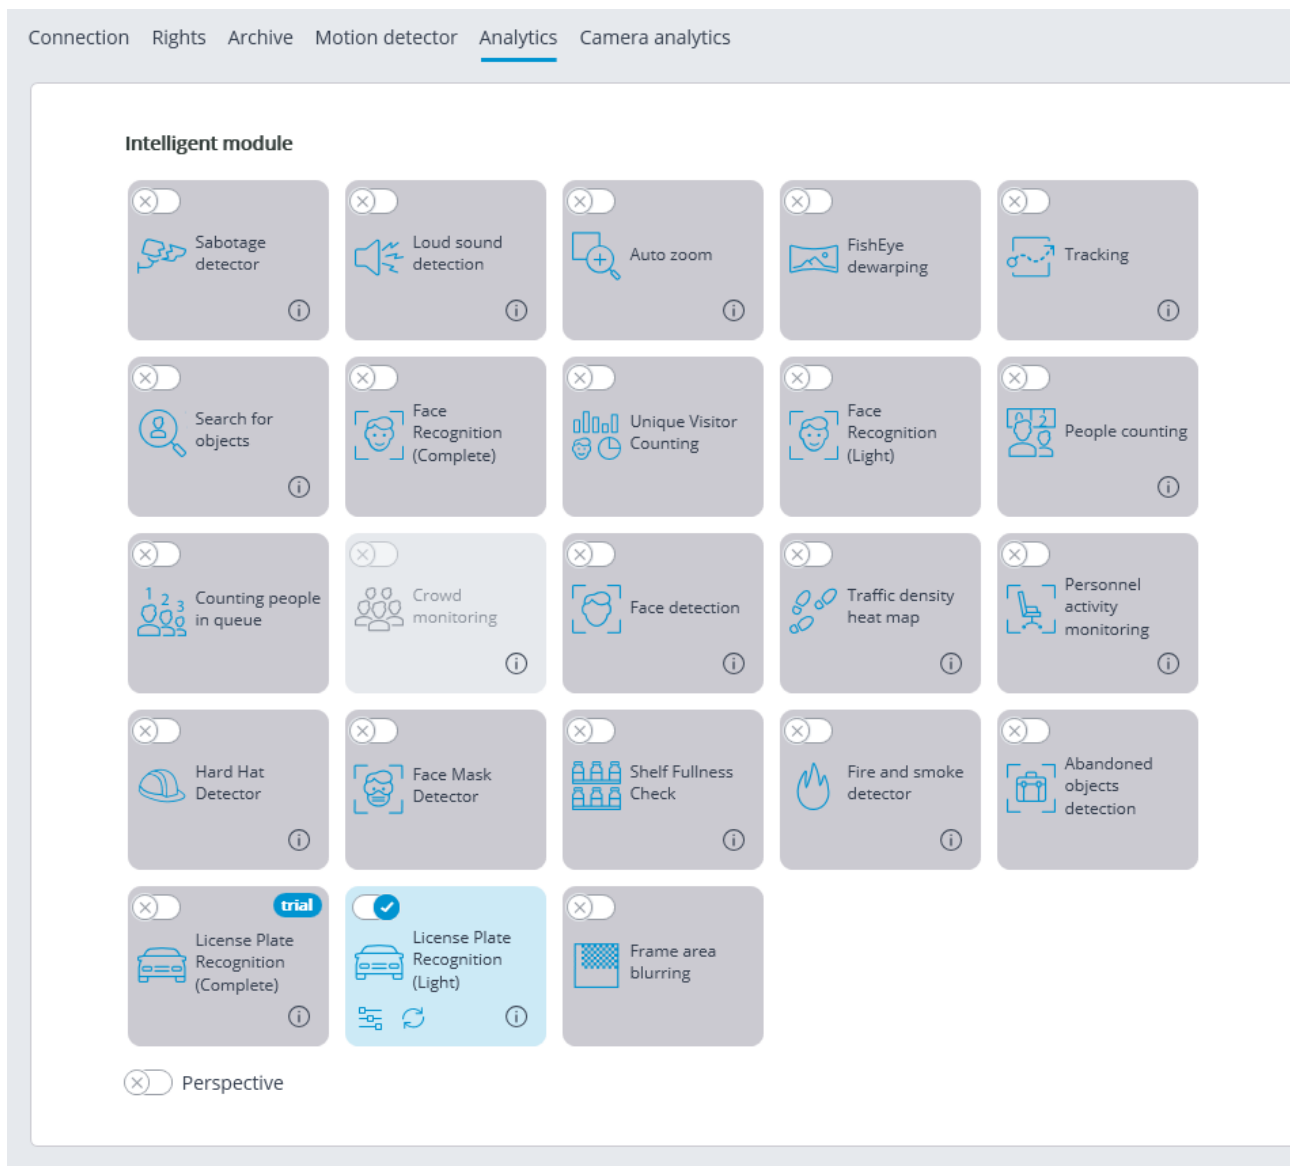 Connection Rights Archive Motion detector Analytics Camera analytics
Intelligent module
Sabotage
detector
Loud sound
detection
Auto zoom
FishEye
dewarping
Tracking
Search for
objects
Face
Recognition
(Complete)
Unique Visitor
Counting
Face
Recognition
(Light)
People counting
1 2 3
Counting people
in queue
Crowd
monitoring
Face detection
Traffic density
heat map
Personnel
activity
monitoring
Hard Hat
Detector
Face Mask
Detector
Shelf Fullness
Check
Fire and smoke
detector
Abandoned
objects
detection
trial
License Plate
Recognition
(Complete)
License Plate
Recognition
(Light)
Frame area
blurring
Perspective